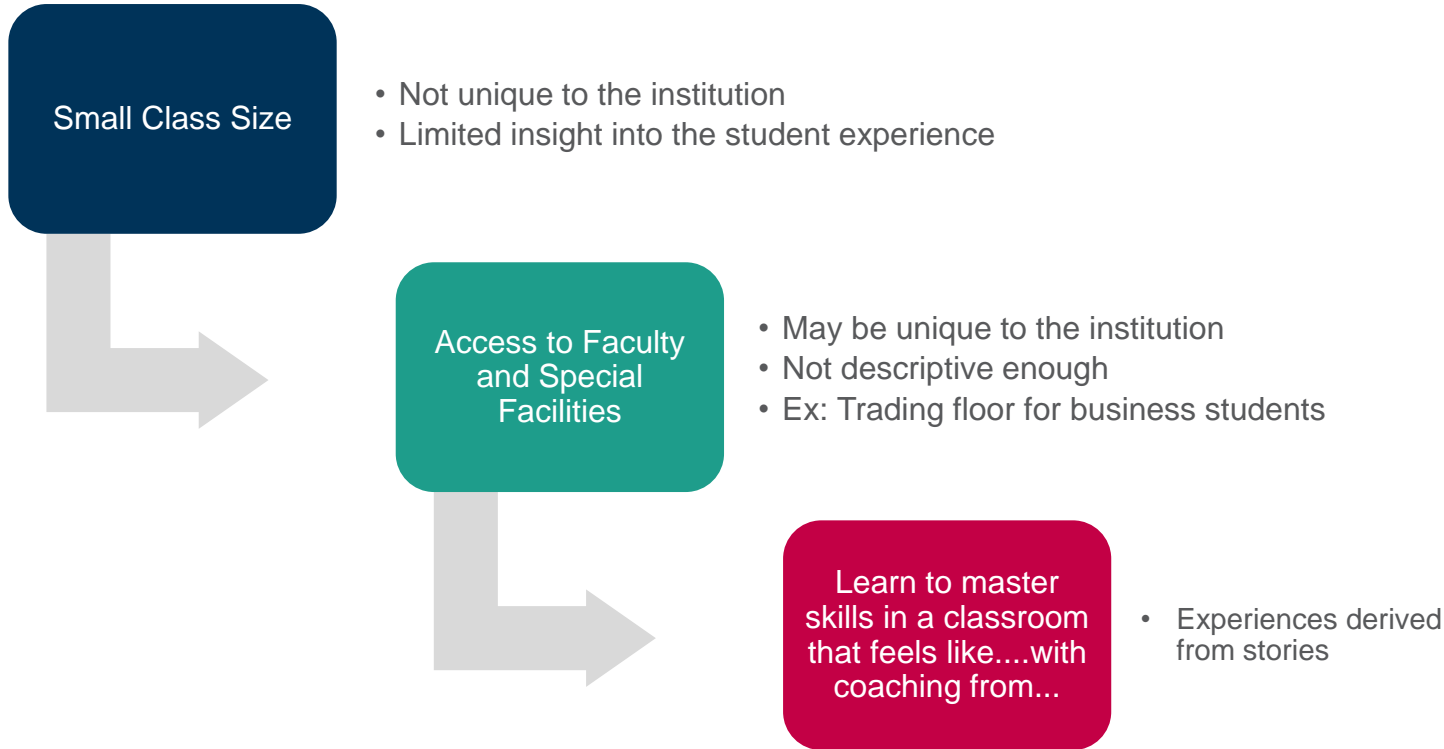 Small Class Size
• Not unique to the institution
• Limited insight into the student experience
Access to Faculty
and Special
Facilities
• May be unique to the institution
• Not descriptive enough
• Ex: Trading floor for business students
Learn to master
skills in a classroom
that feels like....with
coaching from...
• Experiences derived
from stories